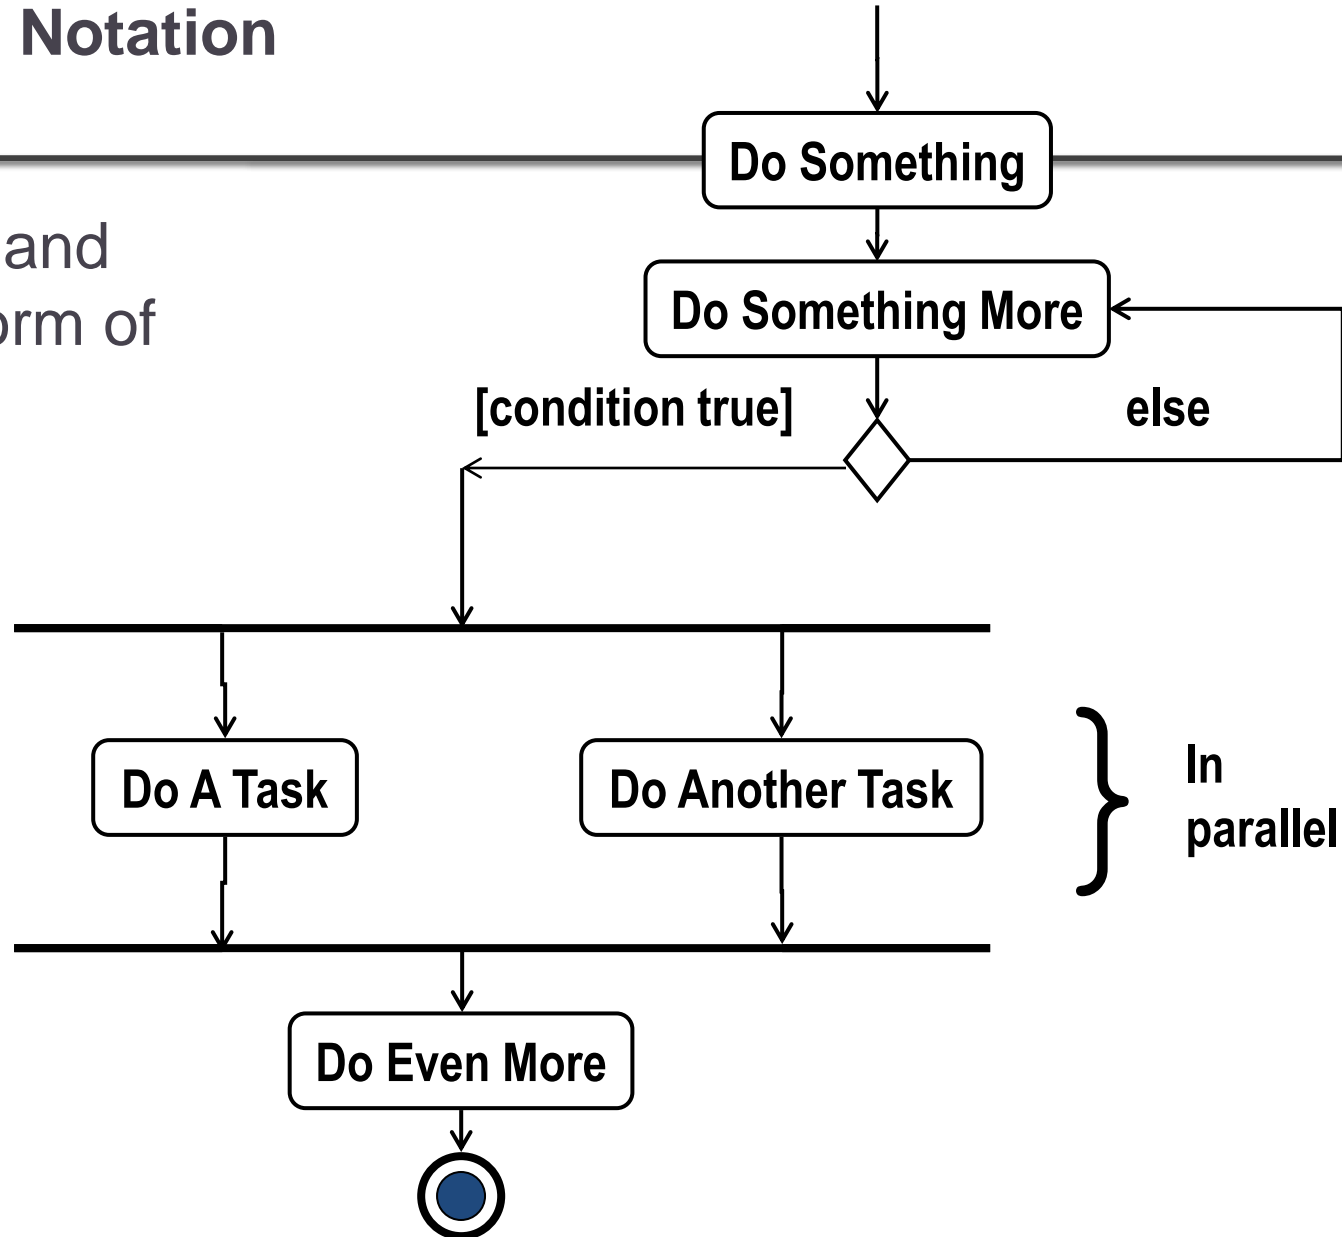 Notation
Do Something
and
orm of
Do Something More
[condition true]
else
Do A Task
Do Another Task
In
parallel
Do Even More